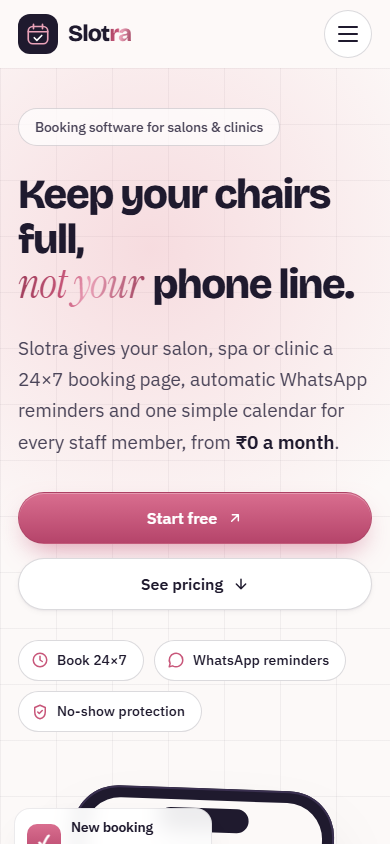 Slotra
Booking software for salons & clinics
Keep your chairs
full,
not your phone line.
Slotra gives your salon, spa or clinic a
24×7 booking page, automatic WhatsApp
reminders and one simple calendar for
every staff member, from ₹0 a month.
Start free
See pricing
Book 24×7
WhatsApp reminders
No-show protection
New booking